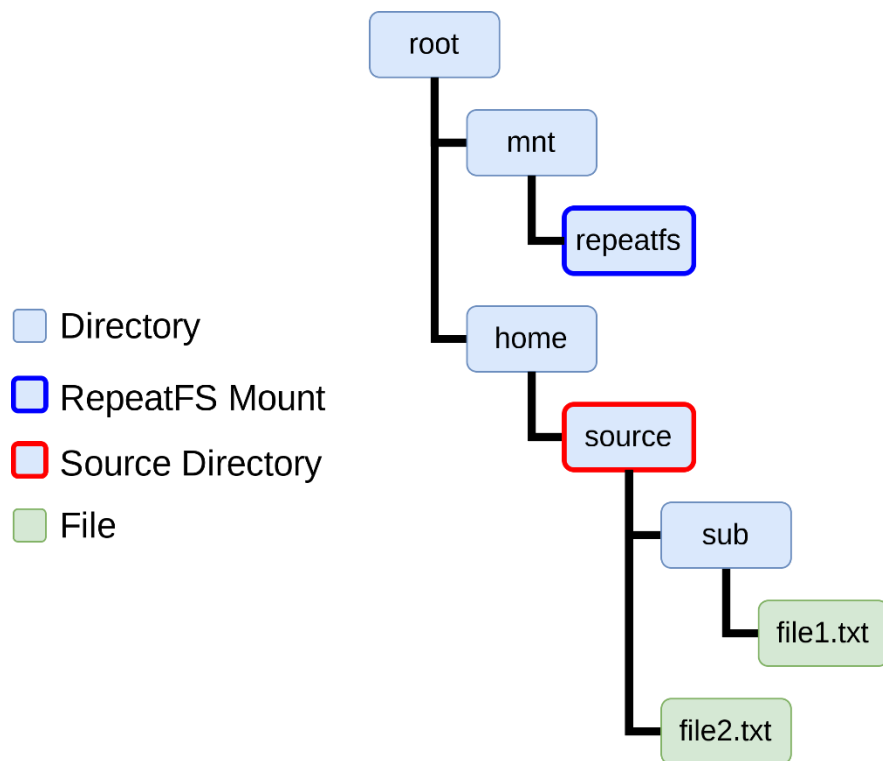 root
mnt
repeatfs
home
source
sub
file1.txt
file2.txt
Directory
RepeatFS Mount
Source Directory
File